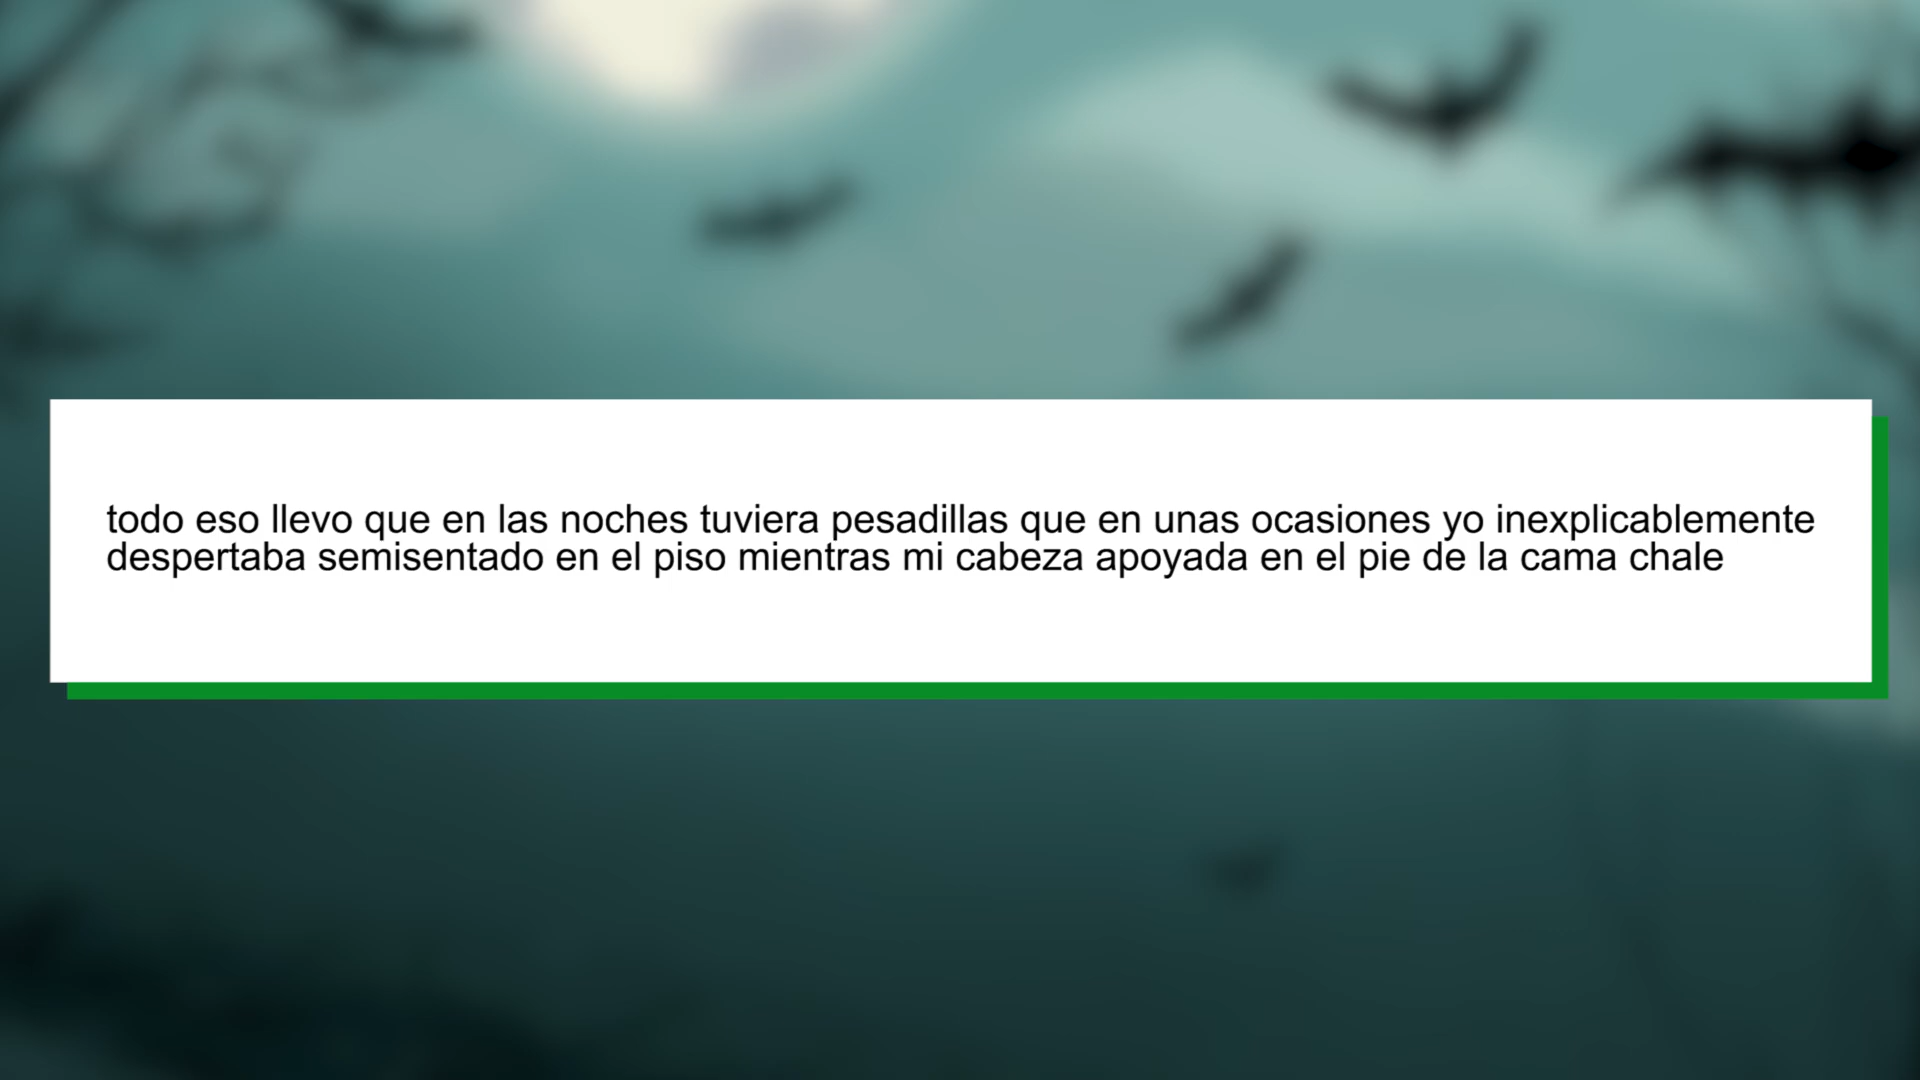 todo eso llevo que en las noches tuviera pesadillas que en unas ocasiones yo inexplicablemente
despertaba semisentado en el piso mientras mi cabeza apoyada en el pie de la cama chale